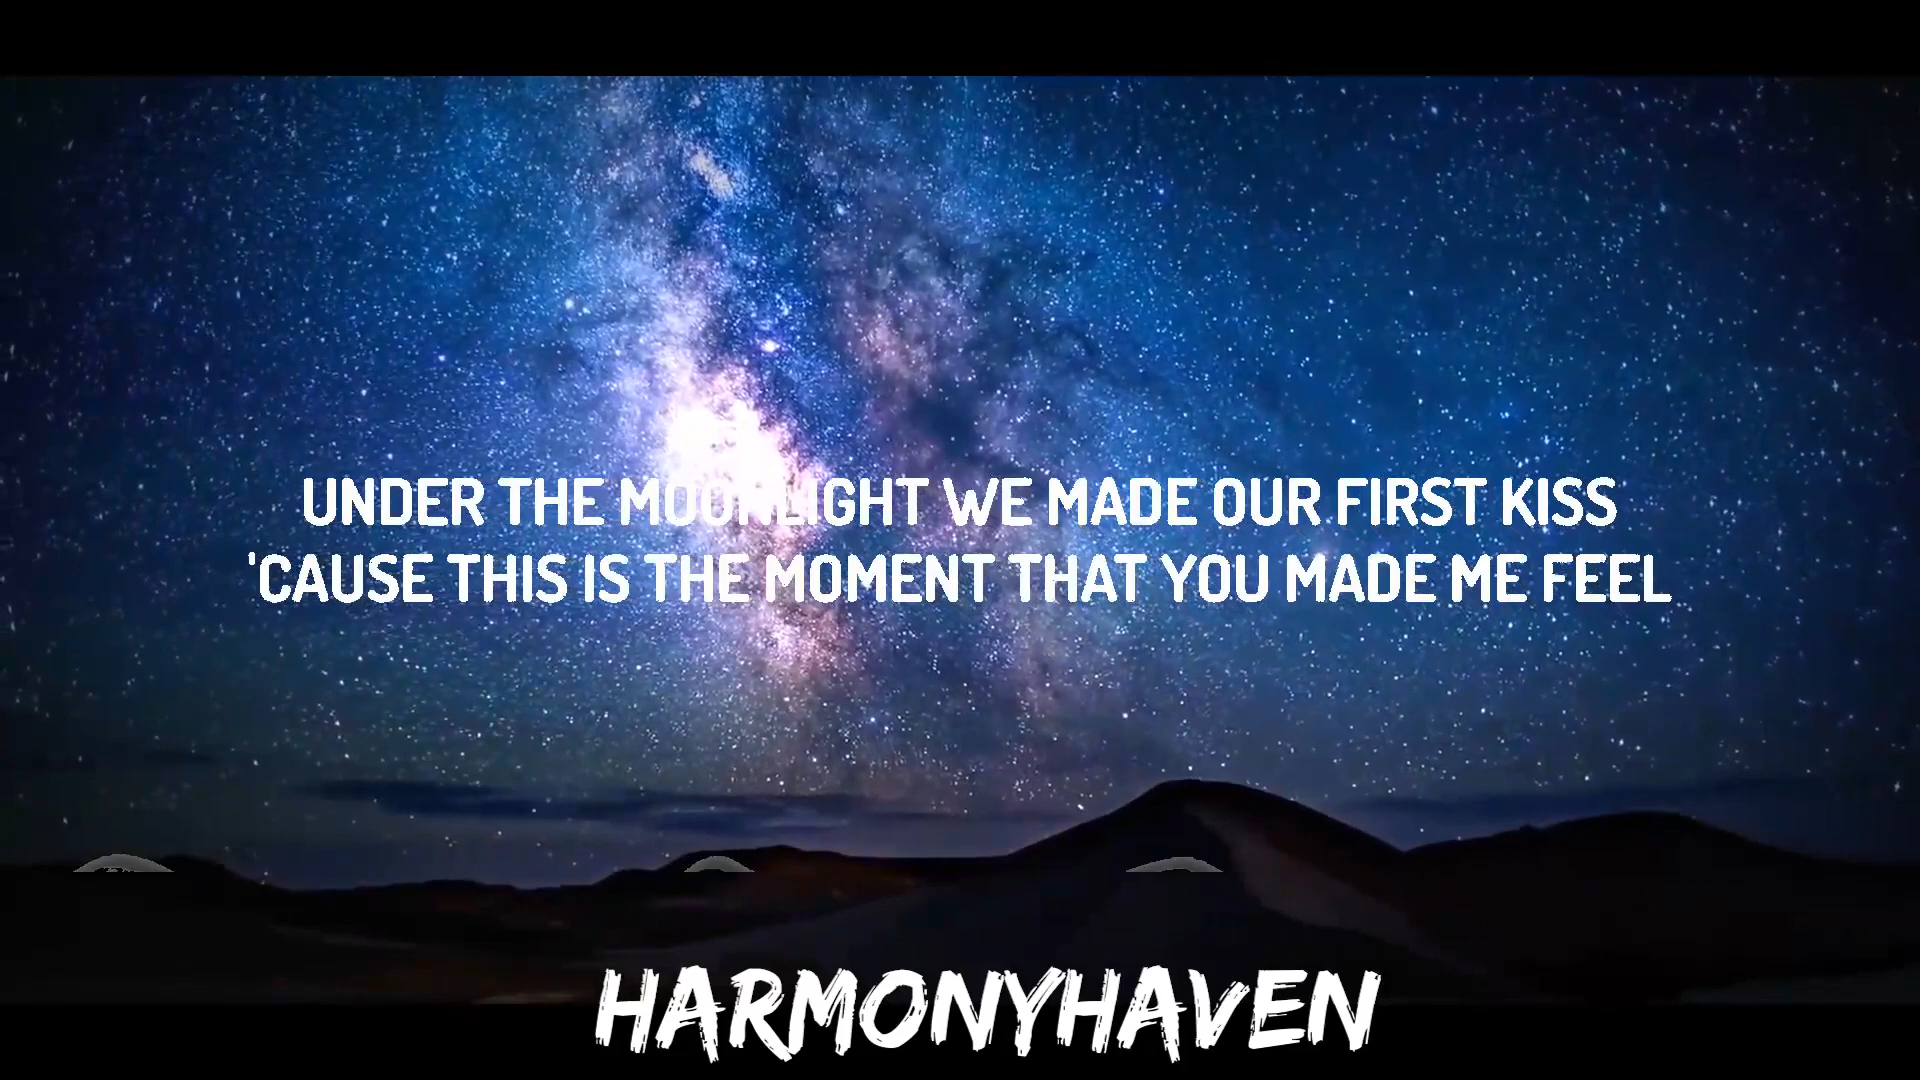 UNDER THE MOONLIGHT WE MADE OUR FIRST KISS
'CAUSE THIS IS THE MOMENT THAT YOU MADE ME FEEL
HARMONYHAVEN